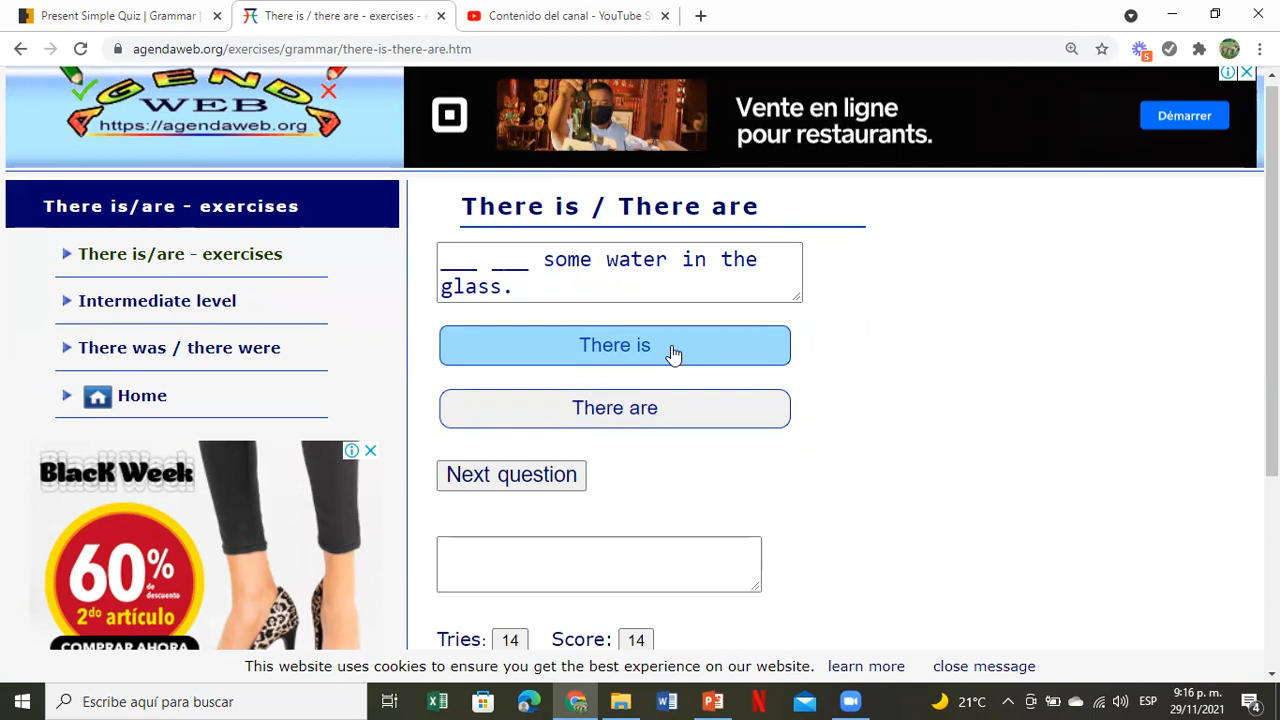 Present Simple Quiz | Grammar
There is / there are - exercises -
Contenido del canal - YouTube S
agendaweb.org/exercises/grammar/there-is-there-are.htm
5
AGENDA
WEB
https://agendaweb.org
Vente en ligne
pour restaurants.
Démarrer
There is/are - exercises
There is/are - exercises
Intermediate level
There was / there were
Home
BlacK Week
60%
de descuento
2do artículo
COMPRAR AHORA
There is / There are
___ ___ some water in the
glass.
There is
There are
Next question
Tries: 14 Score: 14
This website uses cookies to ensure you get the best experience on our website. learn more close message
Escribe aquí para buscar
21°C
ESP
9:16 p. m.
29/11/2021
4